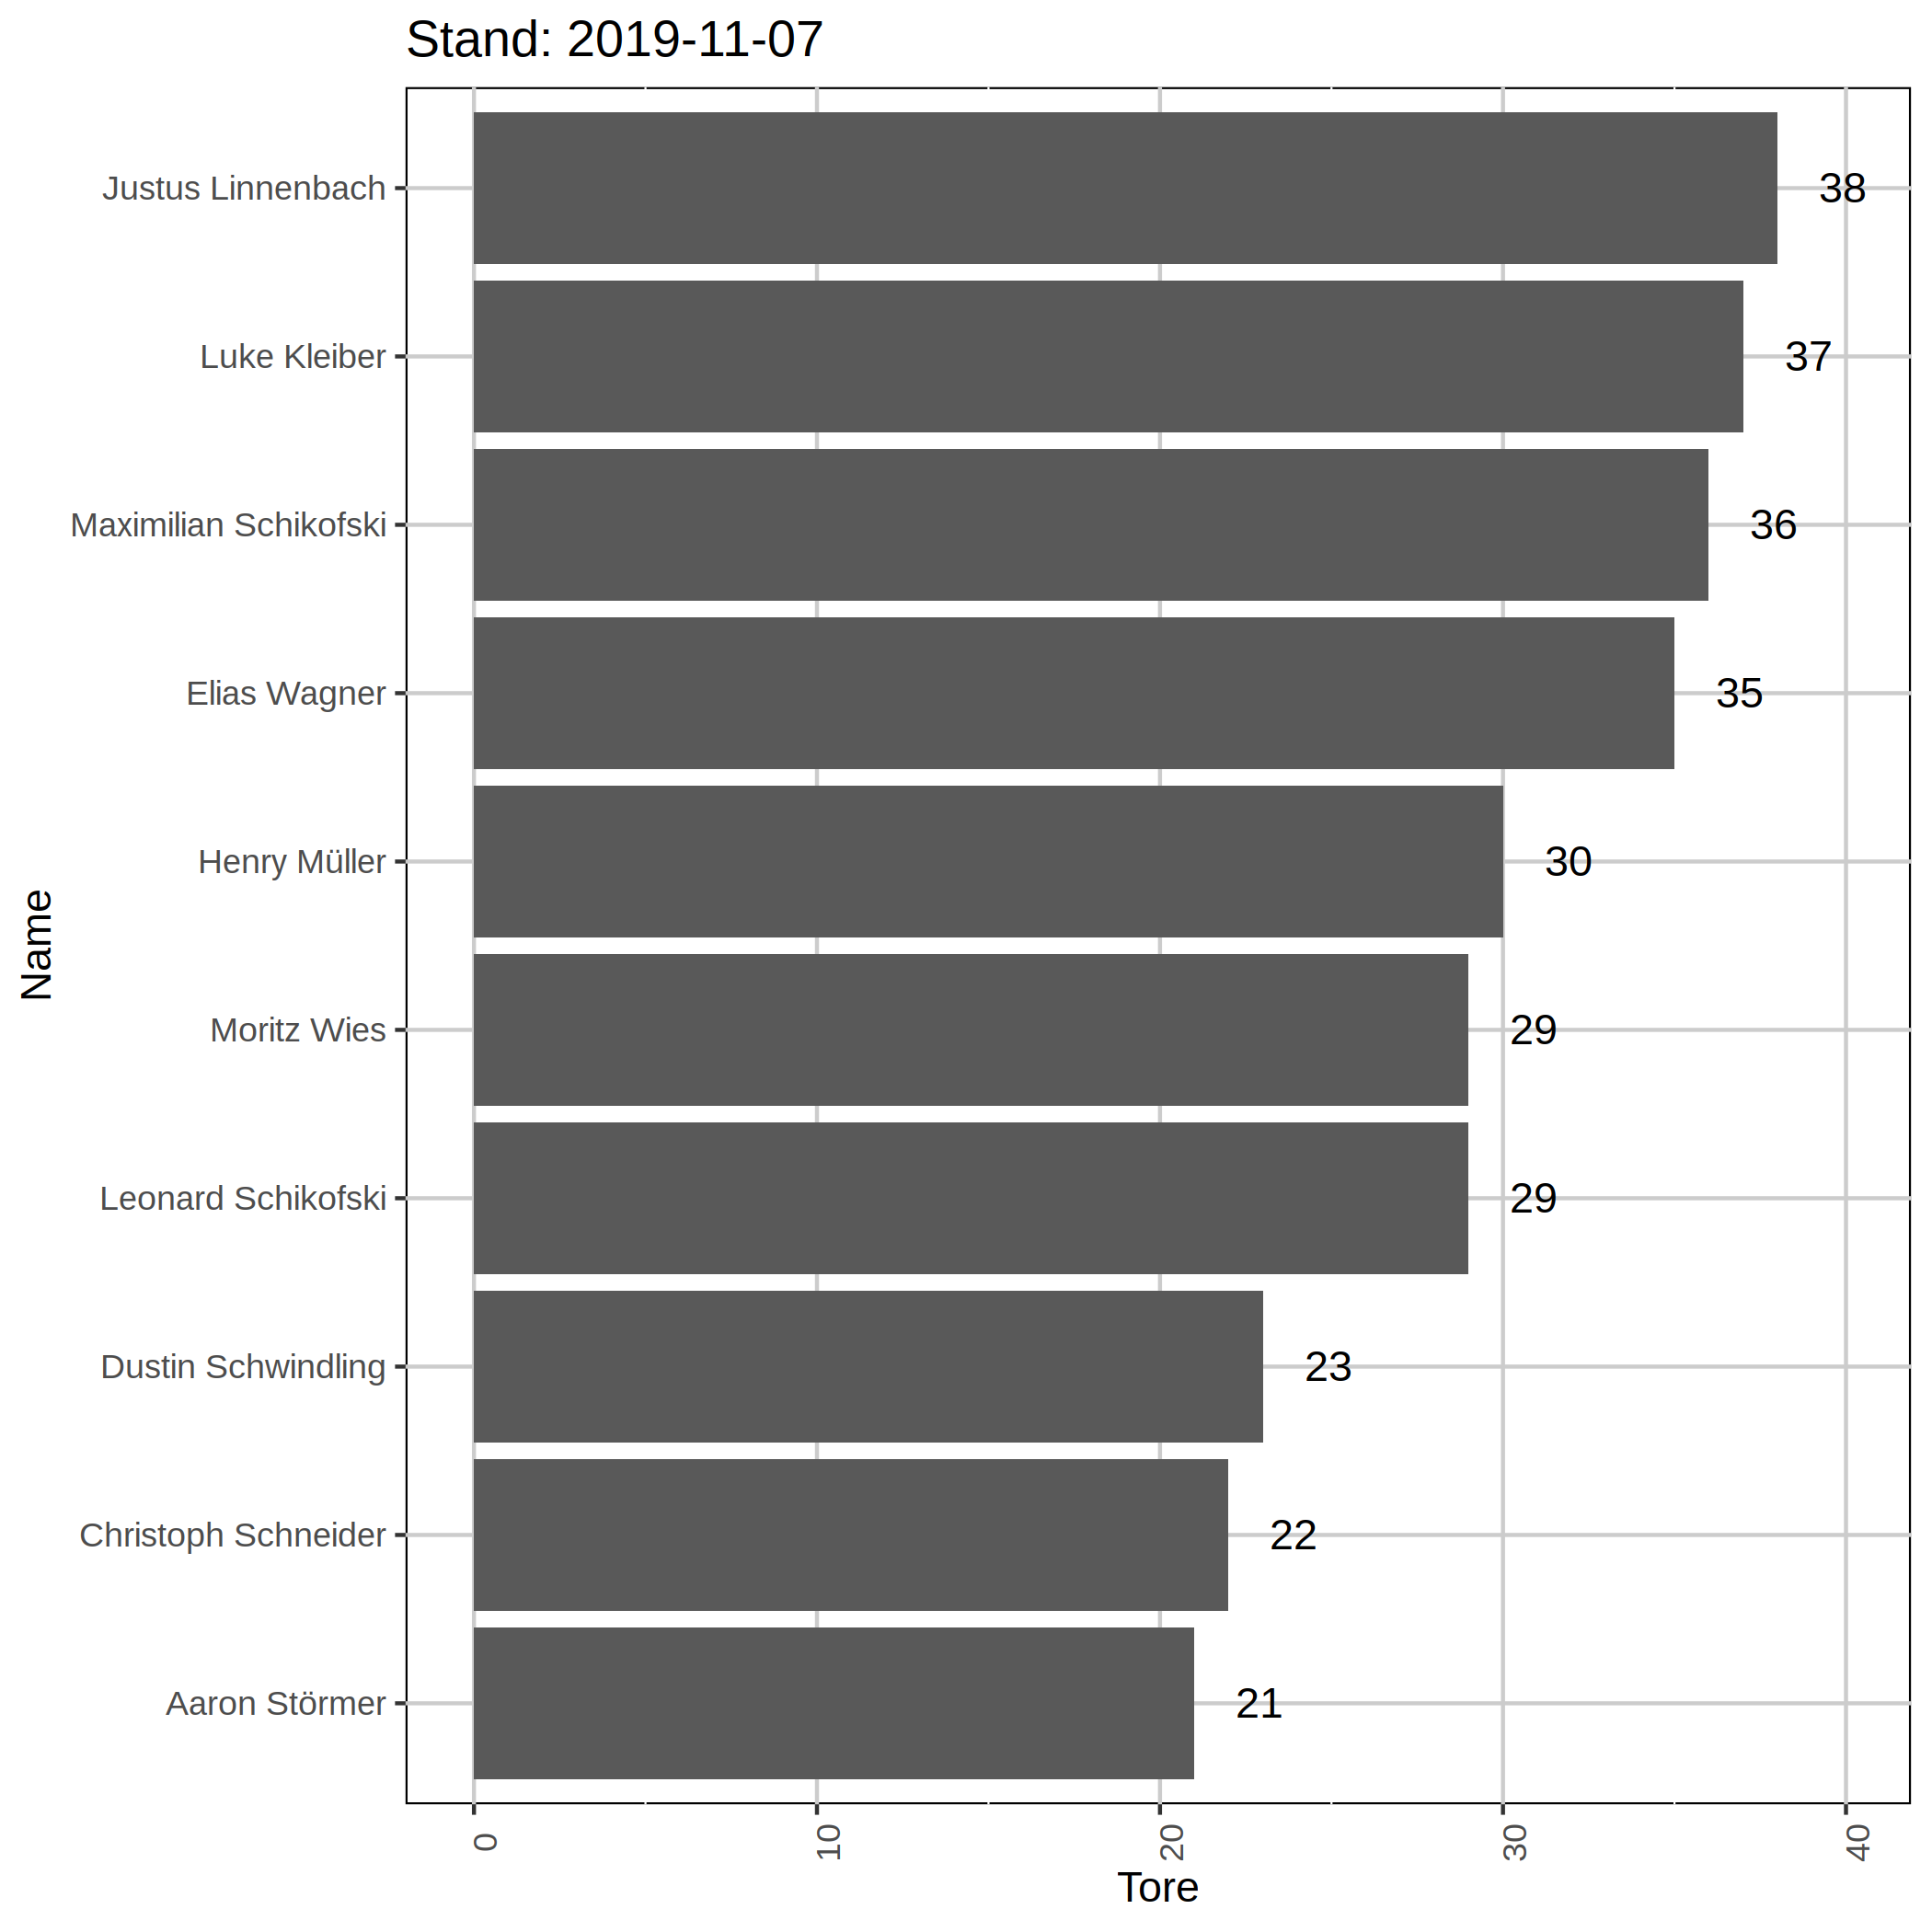 Stand: 2019-11-07
Justus Linnenbach 38
Luke Kleiber 37
Maximilian Schikofski 36
Elias Wagner 35
Henry Müller 30
Moritz Wies 29
Leonard Schikofski 29
Dustin Schwindling 23
Christoph Schneider 22
Aaron Störmer 21
Name
0 10 20 30 40
Tore